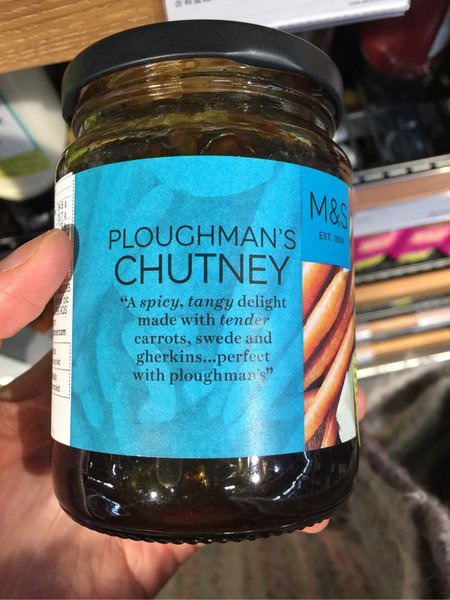 PLOUGHMAN'S
CHUTNEY
"A spicy, tangy delight
made with tender
carrots, swede and
gherkins...perfect
with ploughman's"
M&S
EST. 1884